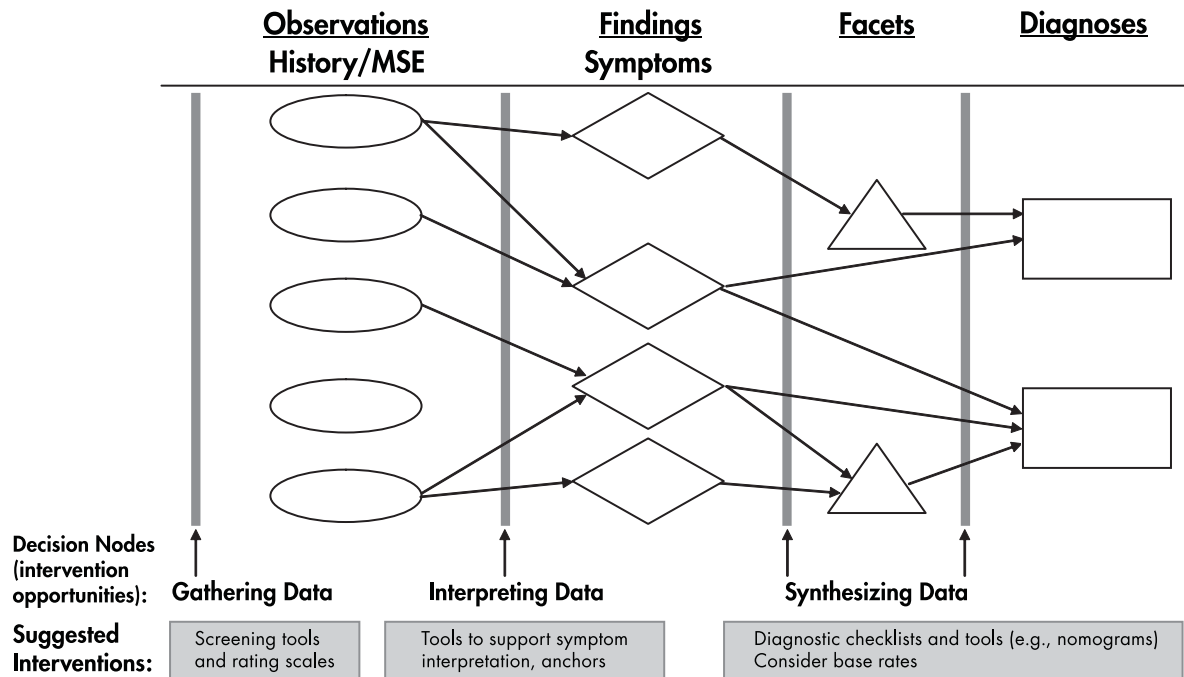 Observations Findings Facets Diagnoses
History/MSE Symptoms
Decision Nodes
(intervention
opportunities):
Gathering Data Interpreting Data Synthesizing Data
Suggested
Interventions:
Screening tools
and rating scales
Tools to support symptom
interpretation, anchors
Diagnostic checklists and tools (e.g., nomograms)
Consider base rates